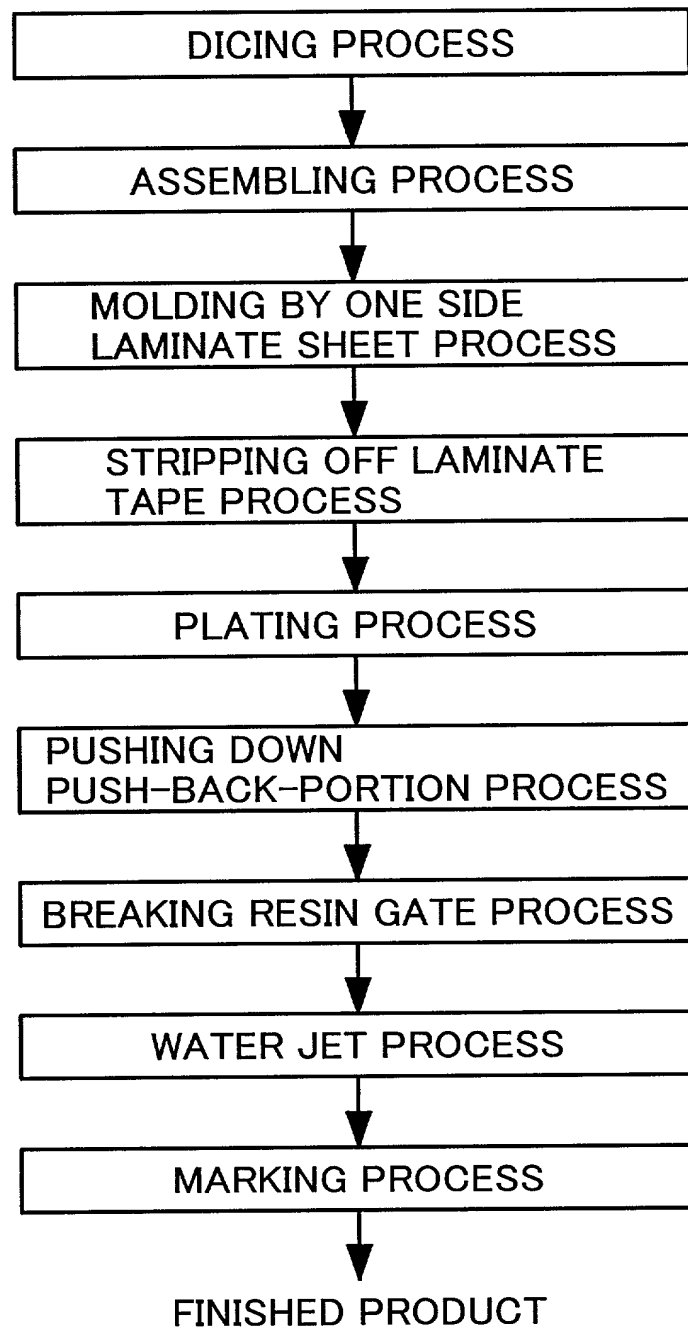 DICING PROCESS
ASSEMBLING PROCESS
MOLDING BY ONE SIDE
LAMINATE SHEET PROCESS
STRIPPING OFF LAMINATE
TAPE PROCESS
PLATING PROCESS
PUSHING DOWN
PUSH-BACK-PORTION PROCESS
BREAKING RESIN GATE PROCESS
WATER JET PROCESS
MARKING PROCESS
FINISHED PRODUCT